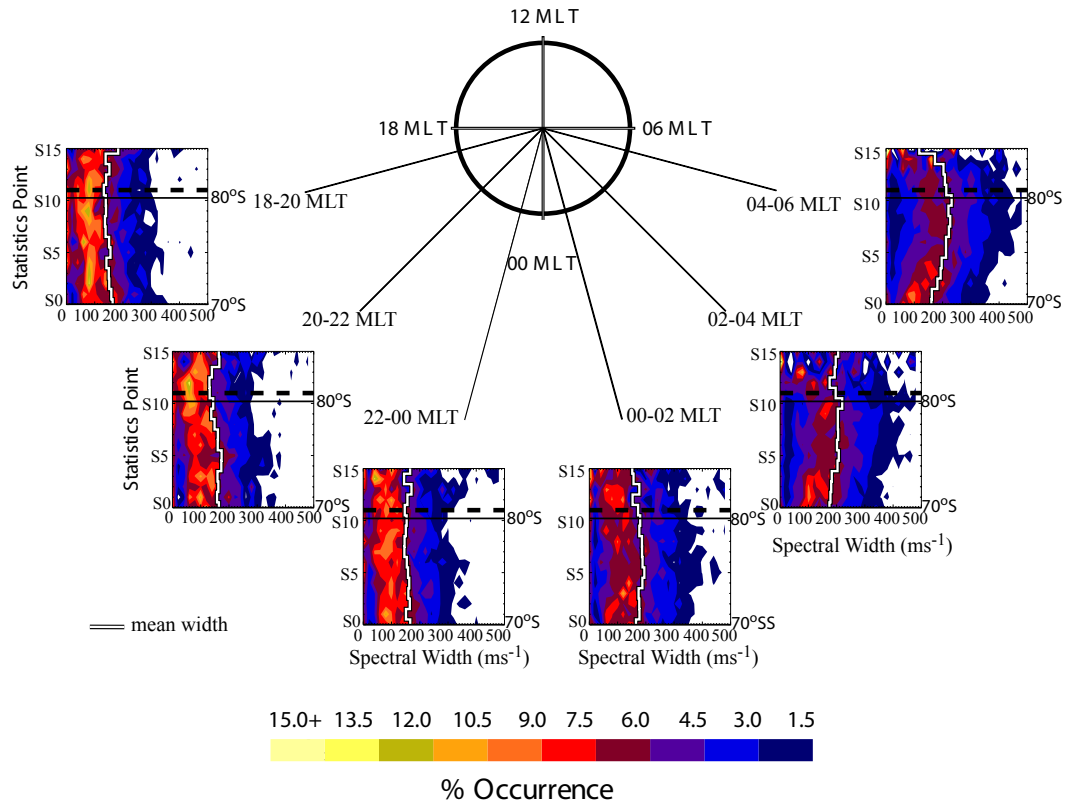 12 MLT
18 MLT
06 MLT
00 MLT
18-20 MLT
04-06 MLT
20-22 MLT
02-04 MLT
22-00 MLT
00-02 MLT
Statistics Point
S15
S10
S5
S0
80°S
70°S
0 100 200 300 400 500
S15
S10
S5
S0
80°S
70°S
0 100 200 300 400 500
Statistics Point
S15
S10
S5
S0
80°S
70°S
0 100 200 300 400 500
S15
S10
S5
S0
80°S
70°S
0 100 200 300 400 500
Spectral Width (ms-1)
S15
S10
S5
S0
80°S
70°S
0 100 200 300 400 500
Spectral Width (ms-1)
S15
S10
S5
S0
80°S
70°SS
0 100 200 300 400 500
Spectral Width (ms-1)
mean width
15.0+ 13.5 12.0 10.5 9.0 7.5 6.0 4.5 3.0 1.5
% Occurrence